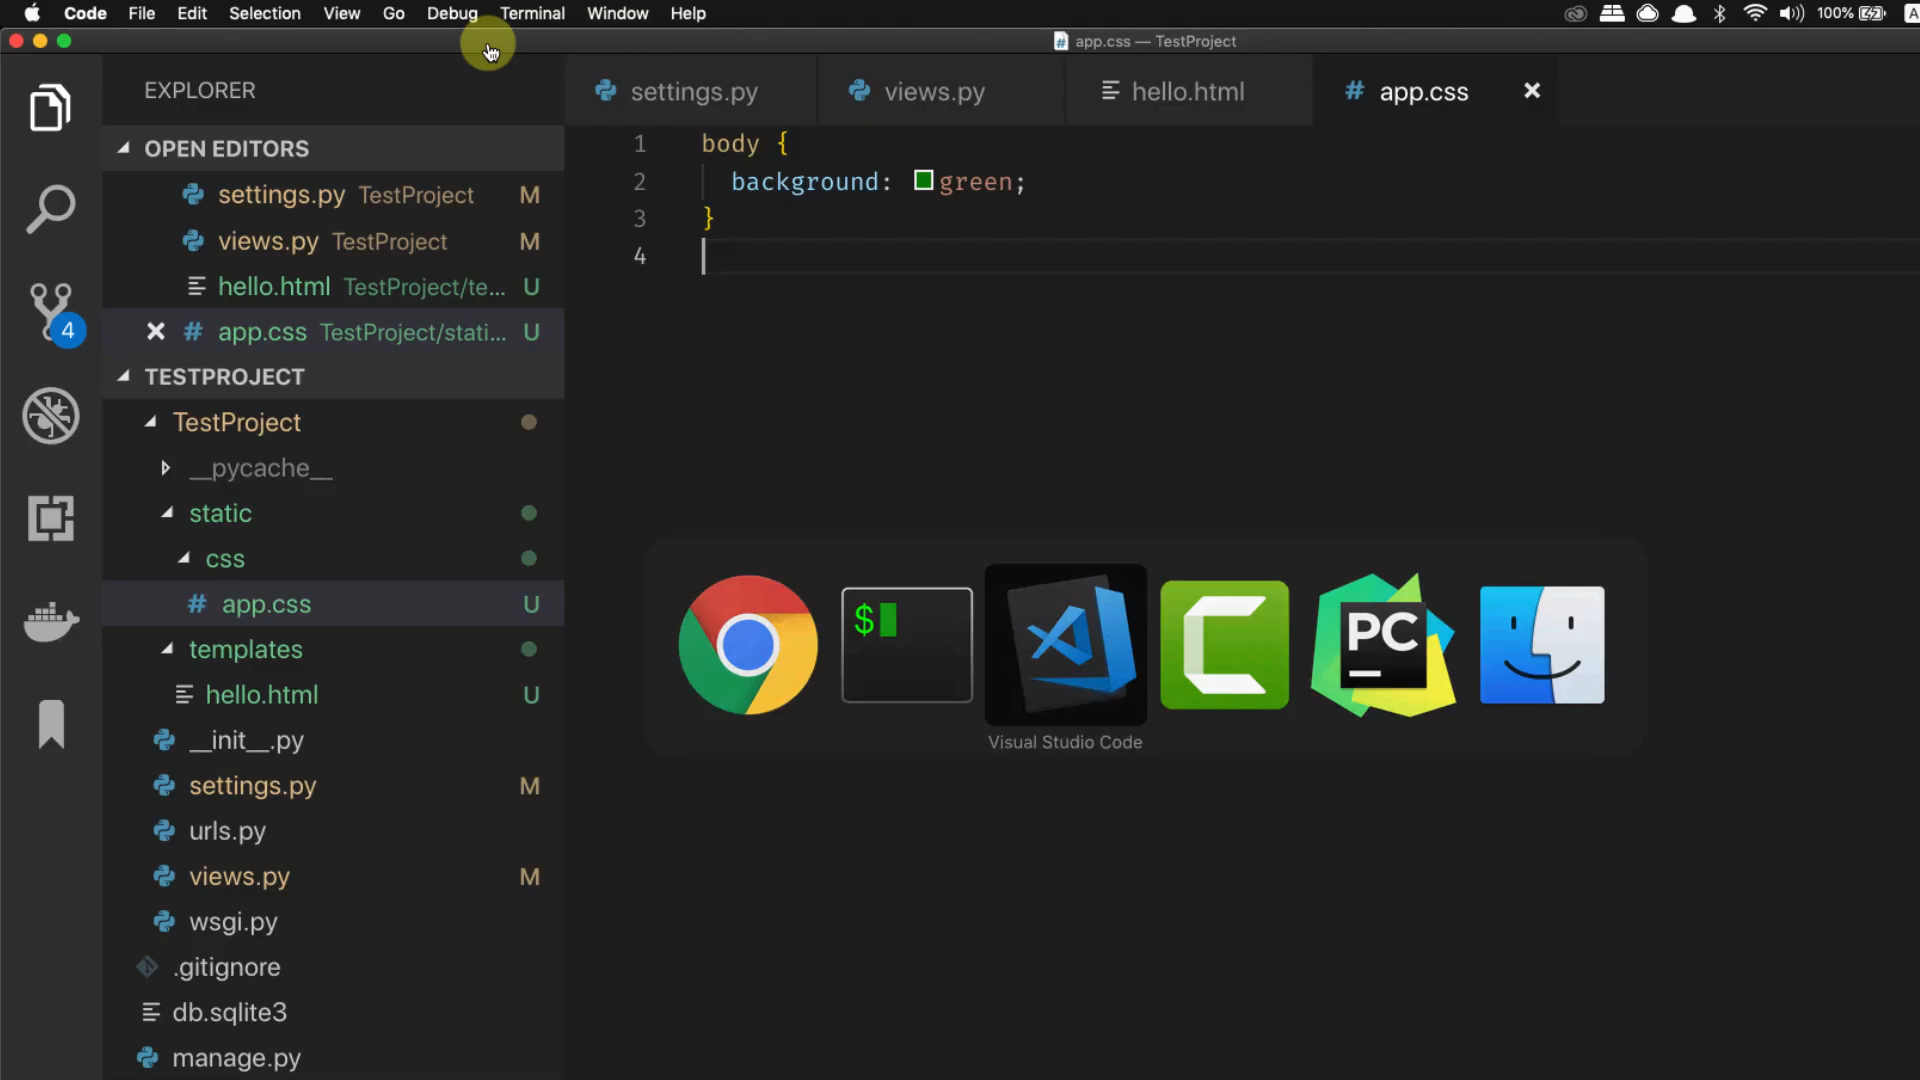 Code File Edit Selection View Go Debug Terminal Window Help 100% A
app.css — TestProject
EXPLORER
settings.py views.py hello.html # app.css
OPEN EDITORS
settings.py TestProject M
views.py TestProject M
hello.html TestProject/te... U
# app.css TestProject/stati... U
4
TESTPROJECT
TestProject
__pycache__
static
css
# app.css U
templates
hello.html U
__init__.py
settings.py M
urls.py
views.py M
wsgi.py
.gitignore
db.sqlite3
manage.py
1 body {
2 background: green;
3 }
4
$
PC
Visual Studio Code